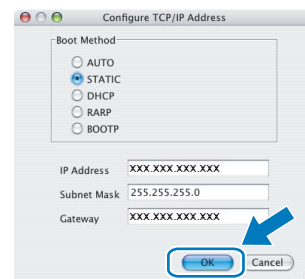 Configure TCP/IP Address
Boot Method
AUTO
STATIC
DHCP
RARP
BOOTP
IP Address XXX.XXX.XXX.XXX
Subnet Mask 255.255.255.0
Gateway XXX.XXX.XXX.XXX
OK Cancel